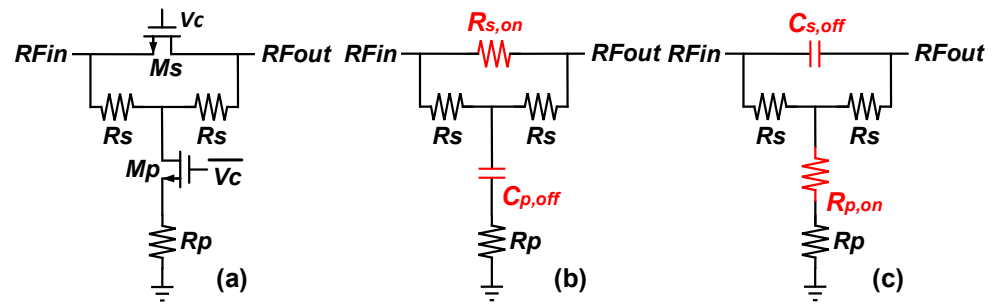 Vc
RFin
RFout
Ms
Rs
Rs
Mp
Vc
Rp
(a)
Rs,on
RFin
RFout
Rs
Rs
Cp,off
Rp
(b)
Cs,off
RFin
RFout
Rs
Rs
Rp,on
Rp
(c)